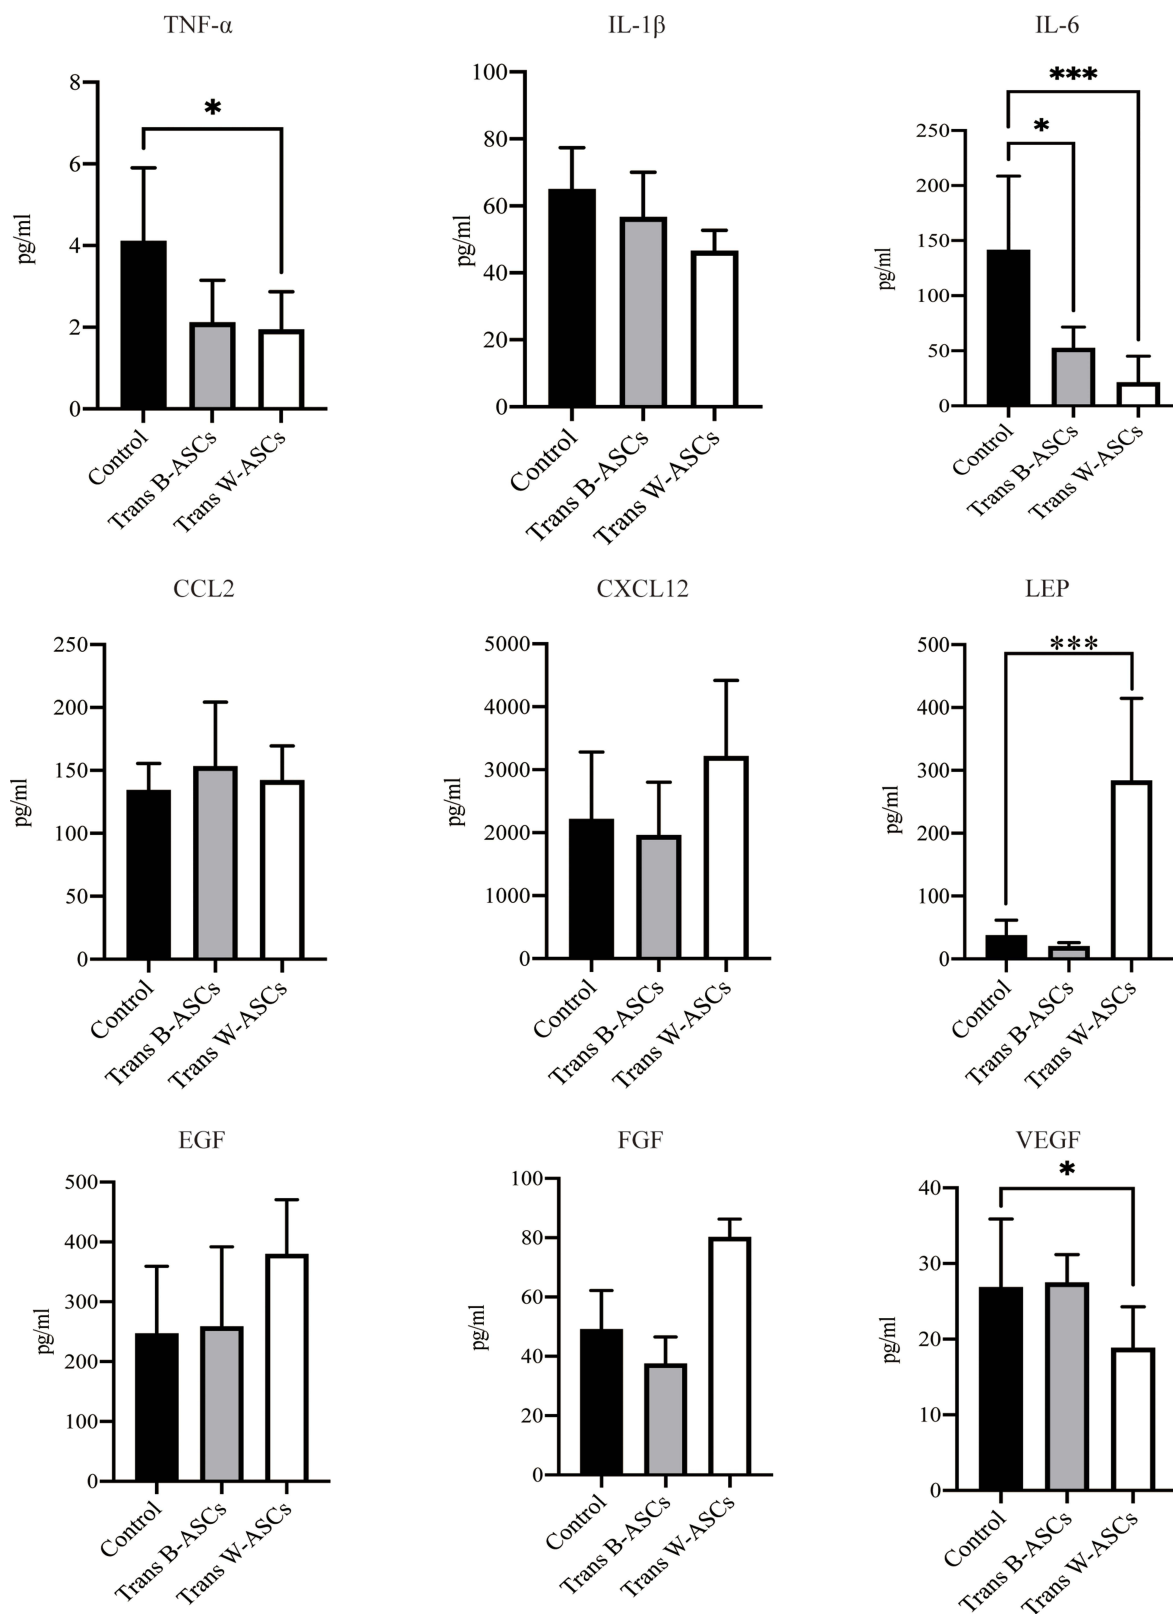 TNF-α
IL-1β
IL-6
8
6
4
2
0
pg/ml
*
Control
Trans B-ASCs
Trans W-ASCs
100
80
60
40
20
0
pg/ml
Control
Trans B-ASCs
Trans W-ASCs
250
200
150
100
50
0
pg/ml
***
*
Control
Trans B-ASCs
Trans W-ASCs
CCL2
CXCL12
LEP
250
200
150
100
50
0
pg/ml
Control
Trans B-ASCs
Trans W-ASCs
5000
4000
3000
2000
1000
0
pg/ml
Control
Trans B-ASCs
Trans W-ASCs
500
400
300
200
100
0
pg/ml
***
Control
Trans B-ASCs
Trans W-ASCs
EGF
FGF
VEGF
500
400
300
200
100
0
pg/ml
Control
Trans B-ASCs
Trans W-ASCs
100
80
60
40
20
0
pg/ml
Control
Trans B-ASCs
Trans W-ASCs
40
30
20
10
0
pg/ml
*
Control
Trans B-ASCs
Trans W-ASCs